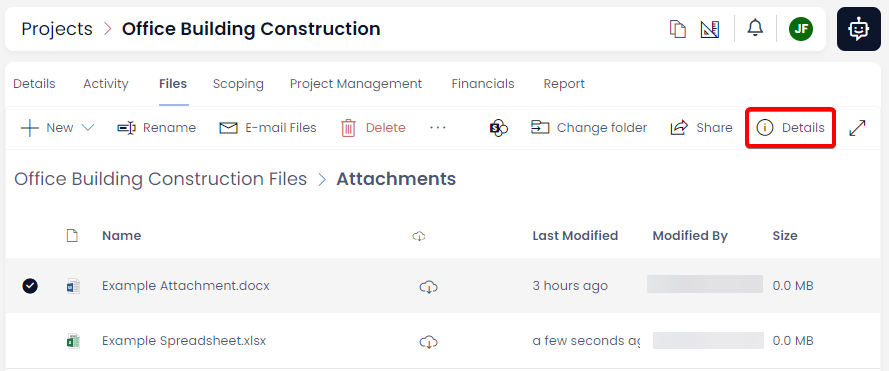 Projects > Office Building Construction
JF
Details Activity Files Scoping Project Management Financials Report
New Rename E-mail Files Delete ... S Change folder Share Details
Office Building Construction Files > Attachments
Name Last Modified Modified By Size
Example Attachment.docx 3 hours ago 0.0 MB
Example Spreadsheet.xlsx a few seconds ag 0.0 MB